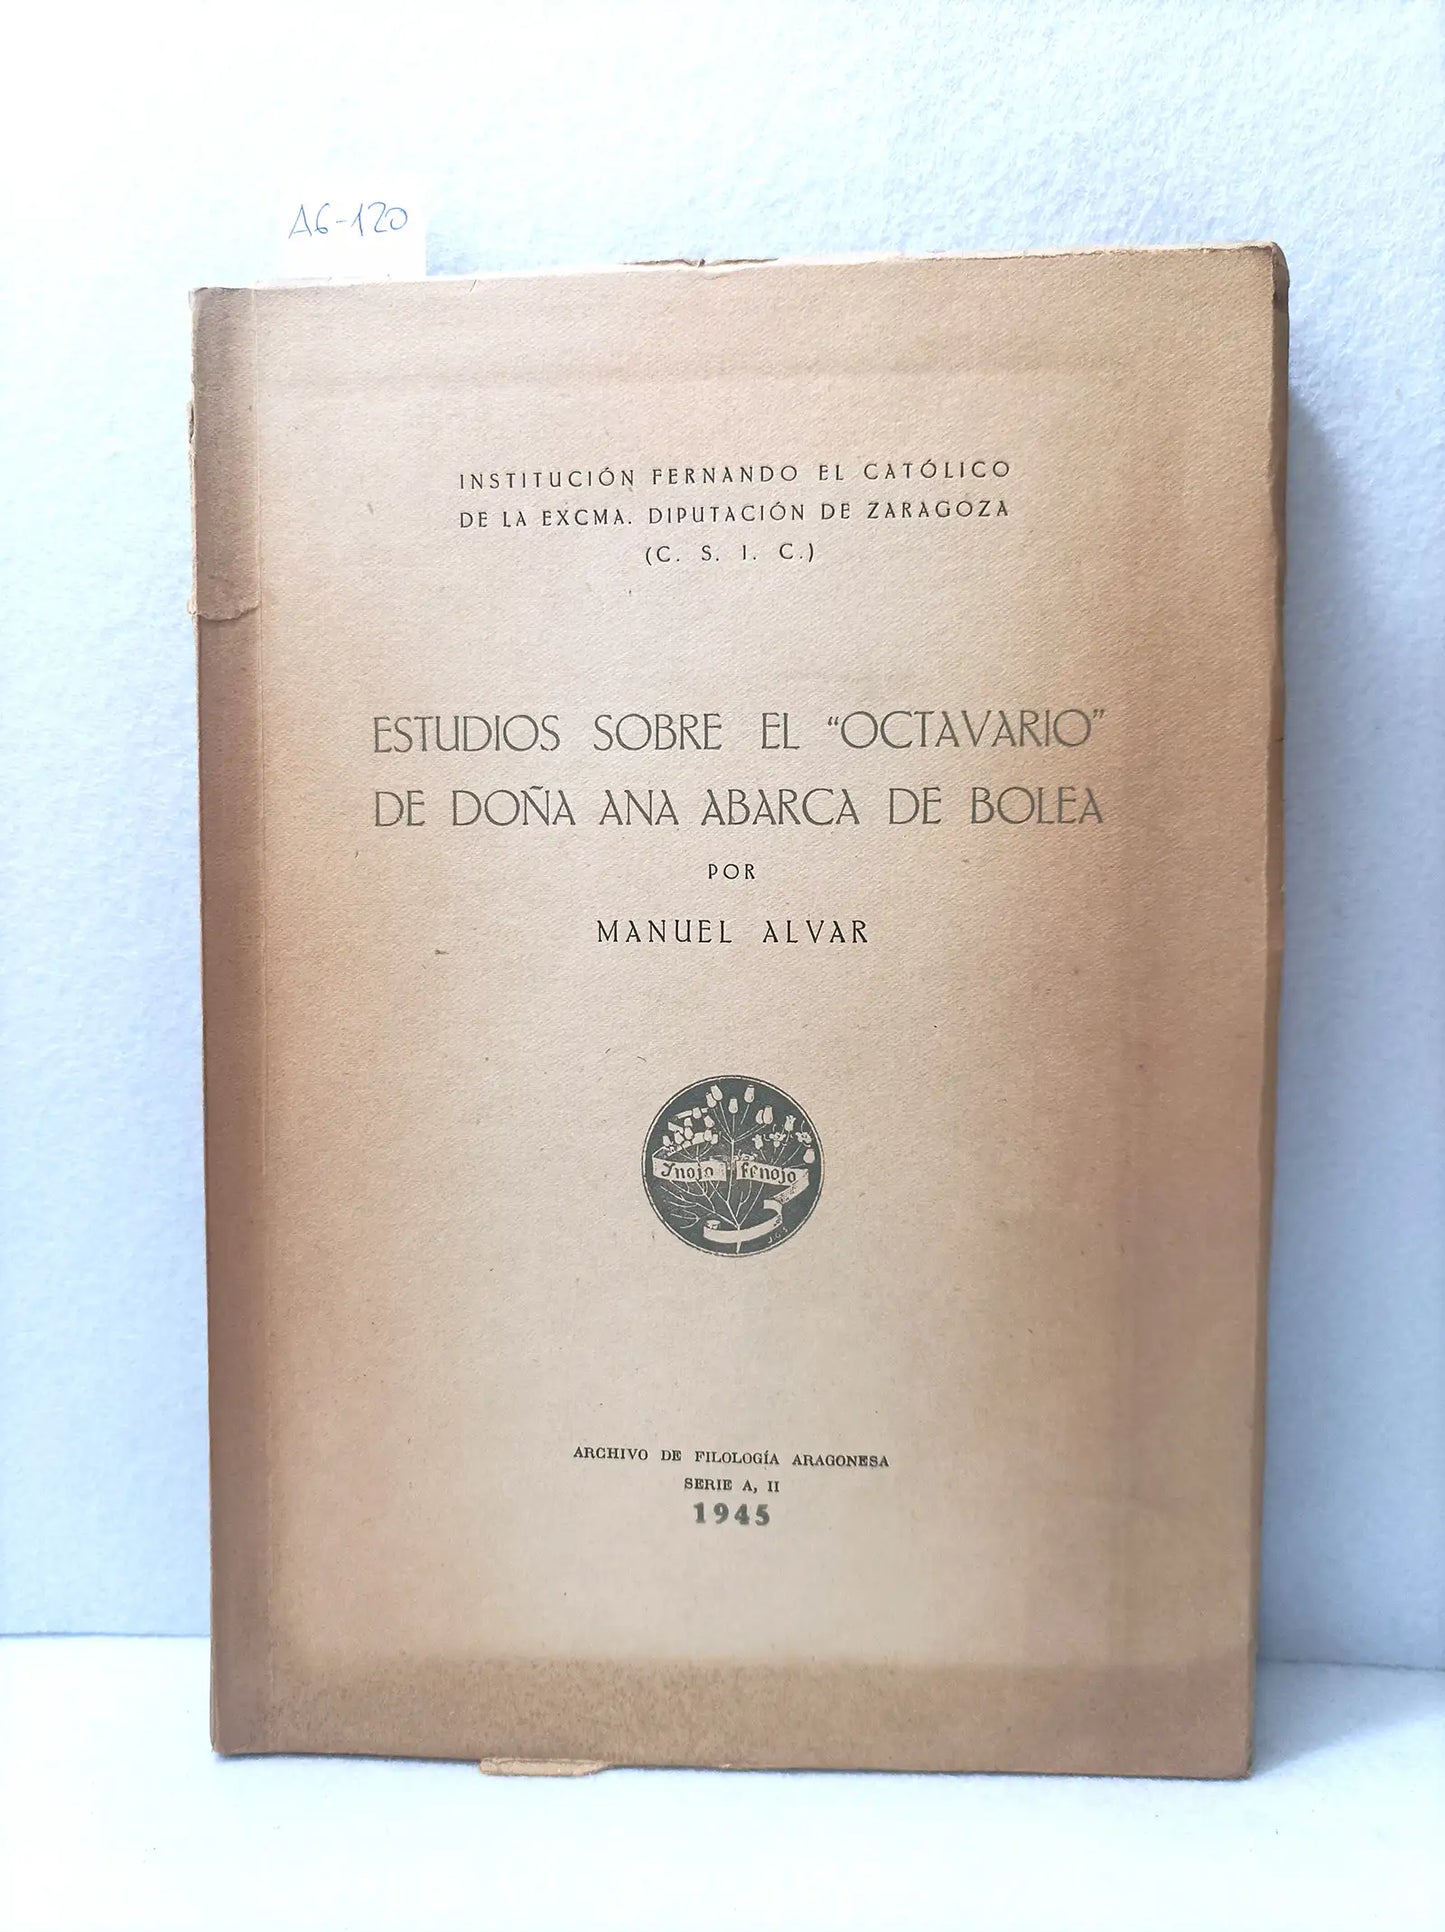 A6-120
INSTITUCIÓN FERNANDO EL CATÓLICO
DE LA EXCMA. DIPUTACIÓN DE ZARAGOZA
(C. S. I. C.)
ESTUDIOS SOBRE EL “OCTAVARIO”
DE DOÑA ANA ABARCA DE BOLEA
POR
MANUEL ALVAR
Ynojo fenojo
ARCHIVO DE FILOLOGÍA ARAGONESA
SERIE A, II
1945